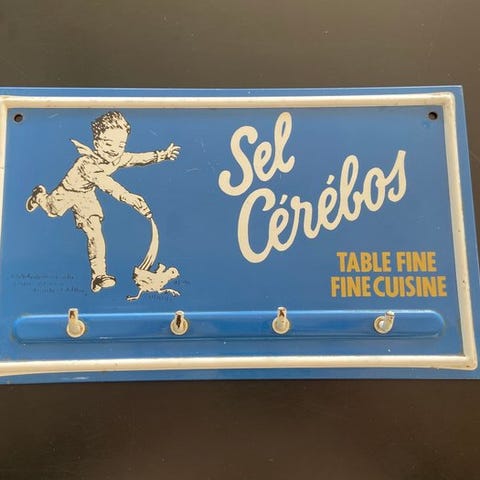 Sel
Cérébos
TABLE FINE
FINE CUISINE